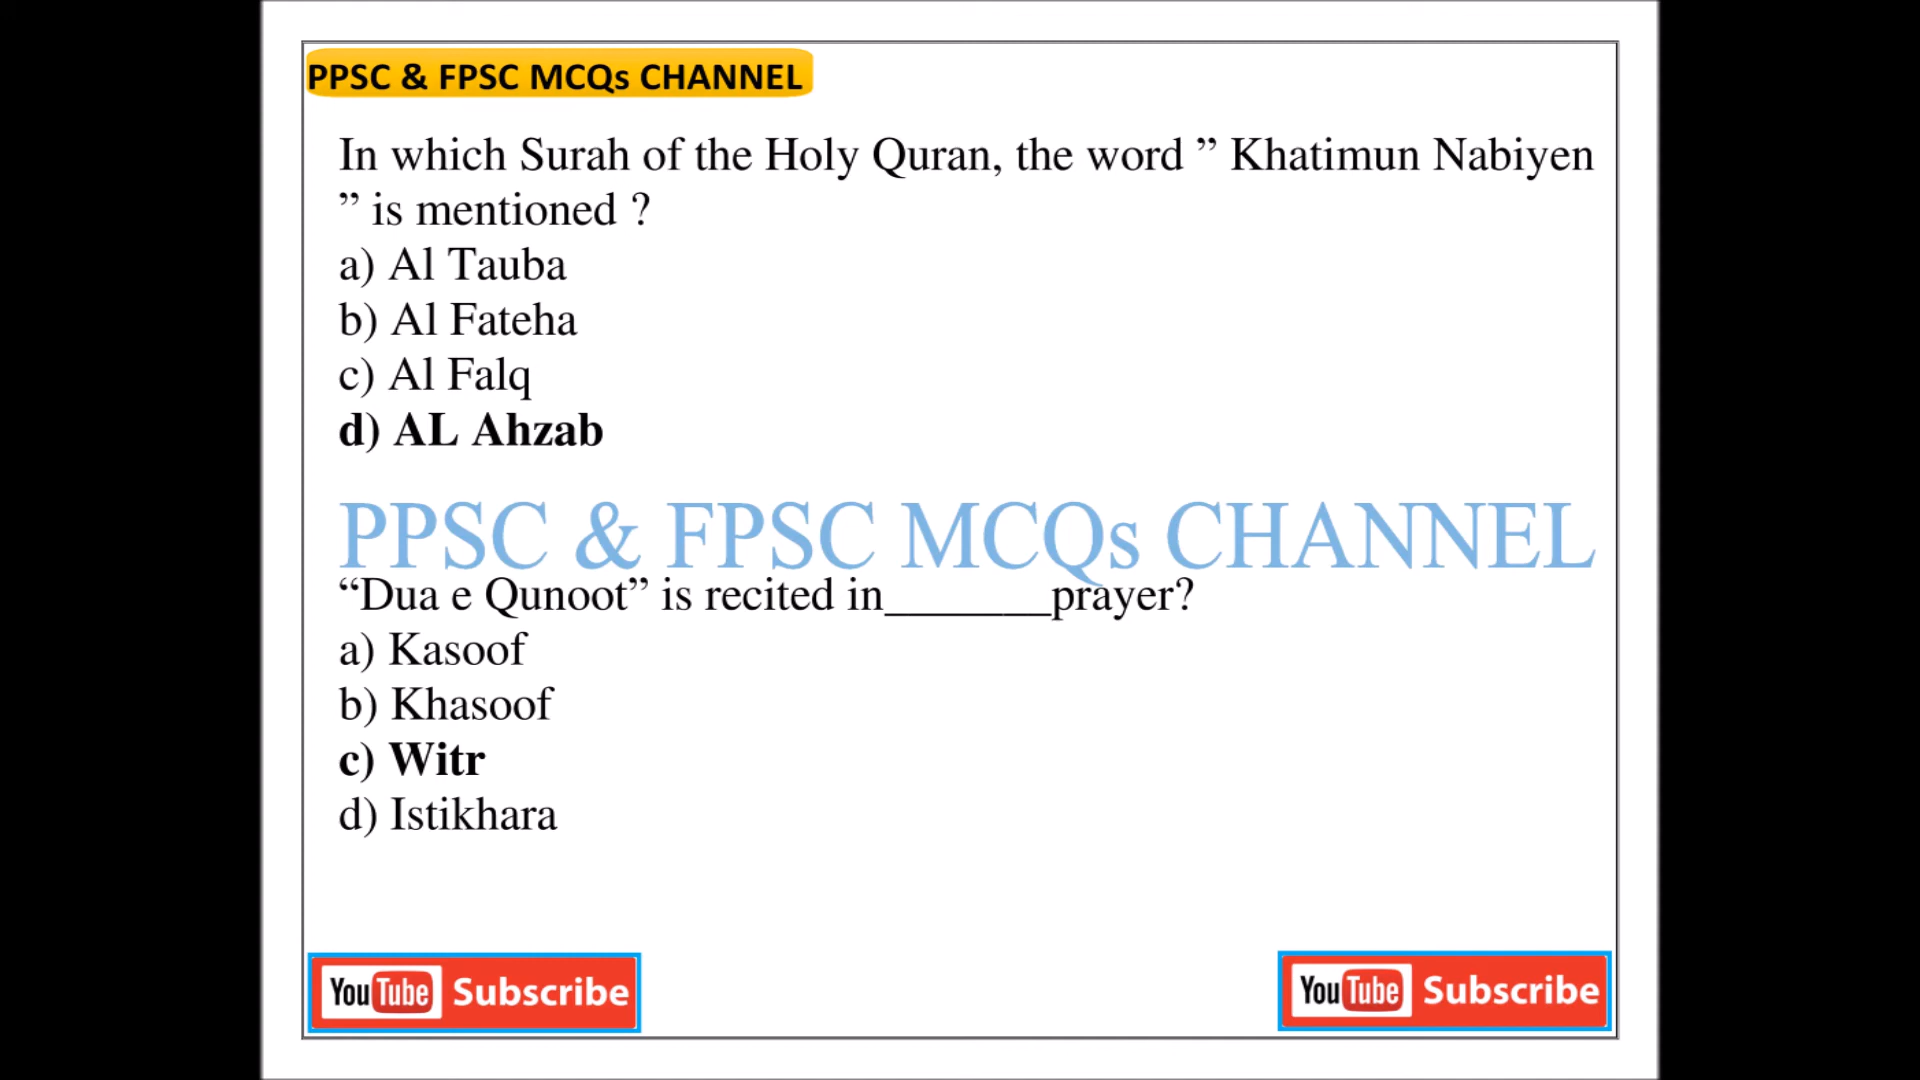 PPSC & FPSC MCQs CHANNEL
In which Surah of the Holy Quran, the word ” Khatimun Nabiyen
” is mentioned ?
a) Al Tauba
b) Al Fateha
c) Al Falq
d) AL Ahzab
PPSC & FPSC MCQs CHANNEL
“Dua e Qunoot” is recited in_______prayer?
a) Kasoof
b) Khasoof
c) Witr
d) Istikhara
YouTube Subscribe
YouTube Subscribe